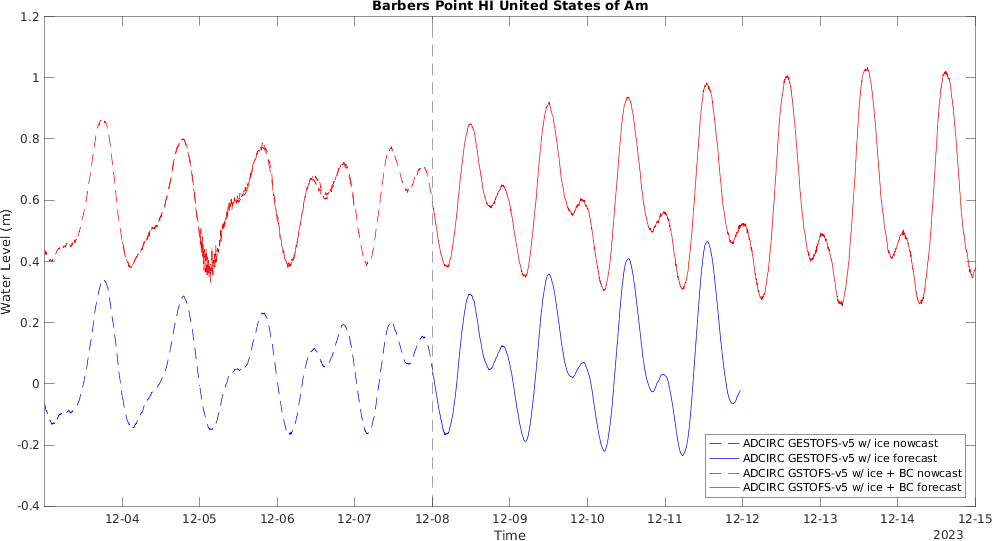 Barbers Point HI United States of Am
1.2
1
0.8
0.6
0.4
0.2
0
-0.2
-0.4
Water Level (m)
ADCIRC GESTOFS-v5 w/ ice nowcast
ADCIRC GESTOFS-v5 w/ ice forecast
ADCIRC GSTOFS-v5 w/ ice + BC nowcast
ADCIRC GSTOFS-v5 w/ ice + BC forecast
12-04 12-05 12-06 12-07 12-08 12-09 12-10 12-11 12-12 12-13 12-14 12-15
Time
2023